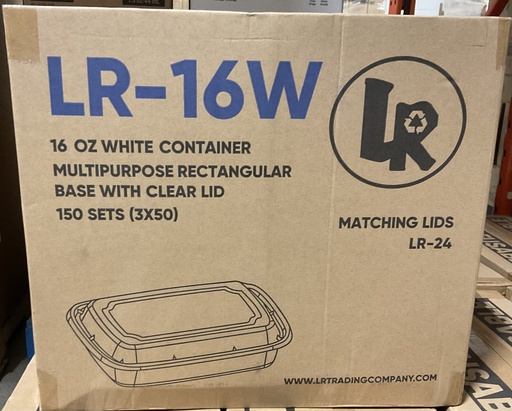 LR-16W
16 OZ WHITE CONTAINER
MULTIPURPOSE RECTANGULAR
BASE WITH CLEAR LID
150 SETS (3X50)
LR
MATCHING LIDS
LR-24
WWW.LRTRADINGCOMPANY.COM